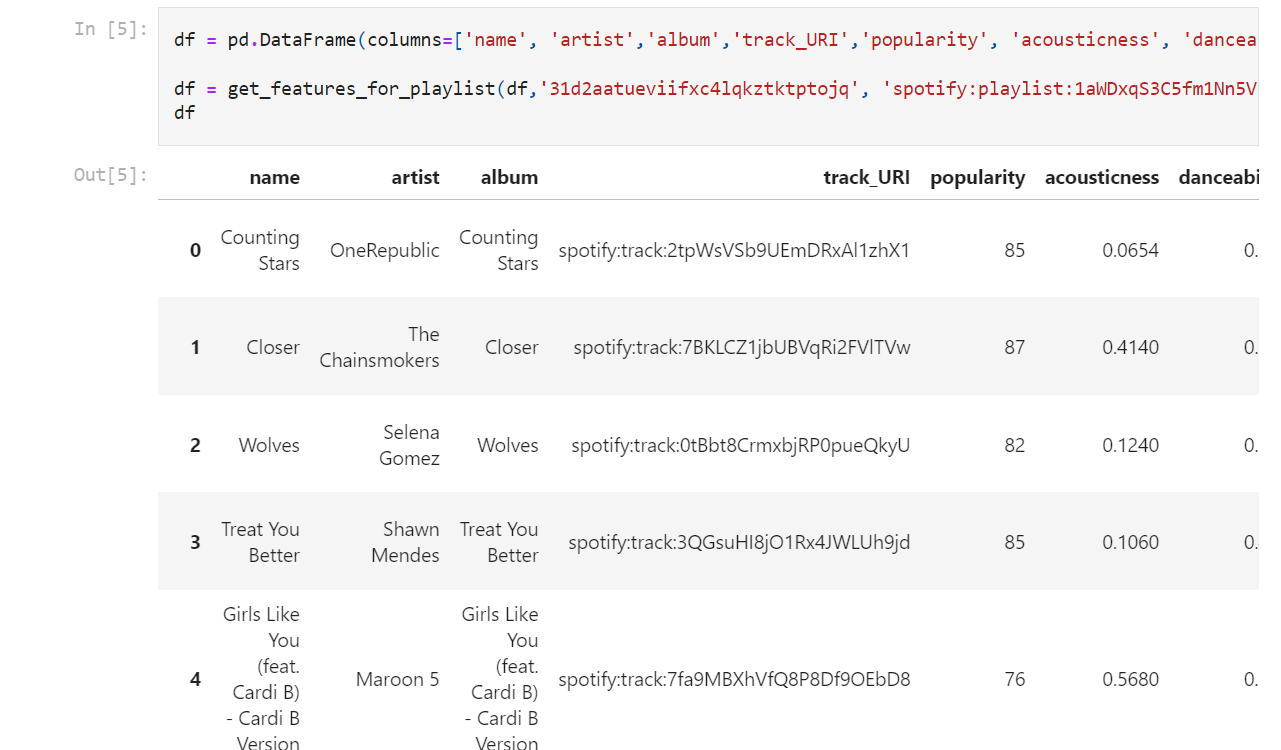 In [5]:
df = pd.DataFrame(columns=['name', 'artist','album','track_URI','popularity', 'acousticness', 'dancea
df = get_features_for_playlist(df,'31d2aatueviifxc4lqkztktptojq', 'spotify:playlist:1aWDxqS3C5fm1Nn5V
df
Out[5]:
name artist album track_URI popularity acousticness danceabi
0 Counting Stars OneRepublic Counting Stars spotify:track:2tpWsVSb9UEmDRxAl1zhX1 85 0.0654 0.
1 Closer The Chainsmokers Closer spotify:track:7BKLCZ1jbUBVqRi2FVlTVw 87 0.4140 0.
2 Wolves Selena Gomez Wolves spotify:track:0tBbt8CrmxbjRP0pueQkyU 82 0.1240 0.
3 Treat You Better Shawn Mendes Treat You Better spotify:track:3QGsuHI8jO1Rx4JWLUh9jd 85 0.1060 0.
4 Girls Like You (feat. Cardi B) - Cardi B Version Maroon 5 Girls Like You (feat. Cardi B) - Cardi B Version spotify:track:7fa9MBXhVfQ8P8Df9OEbD8 76 0.5680 0.